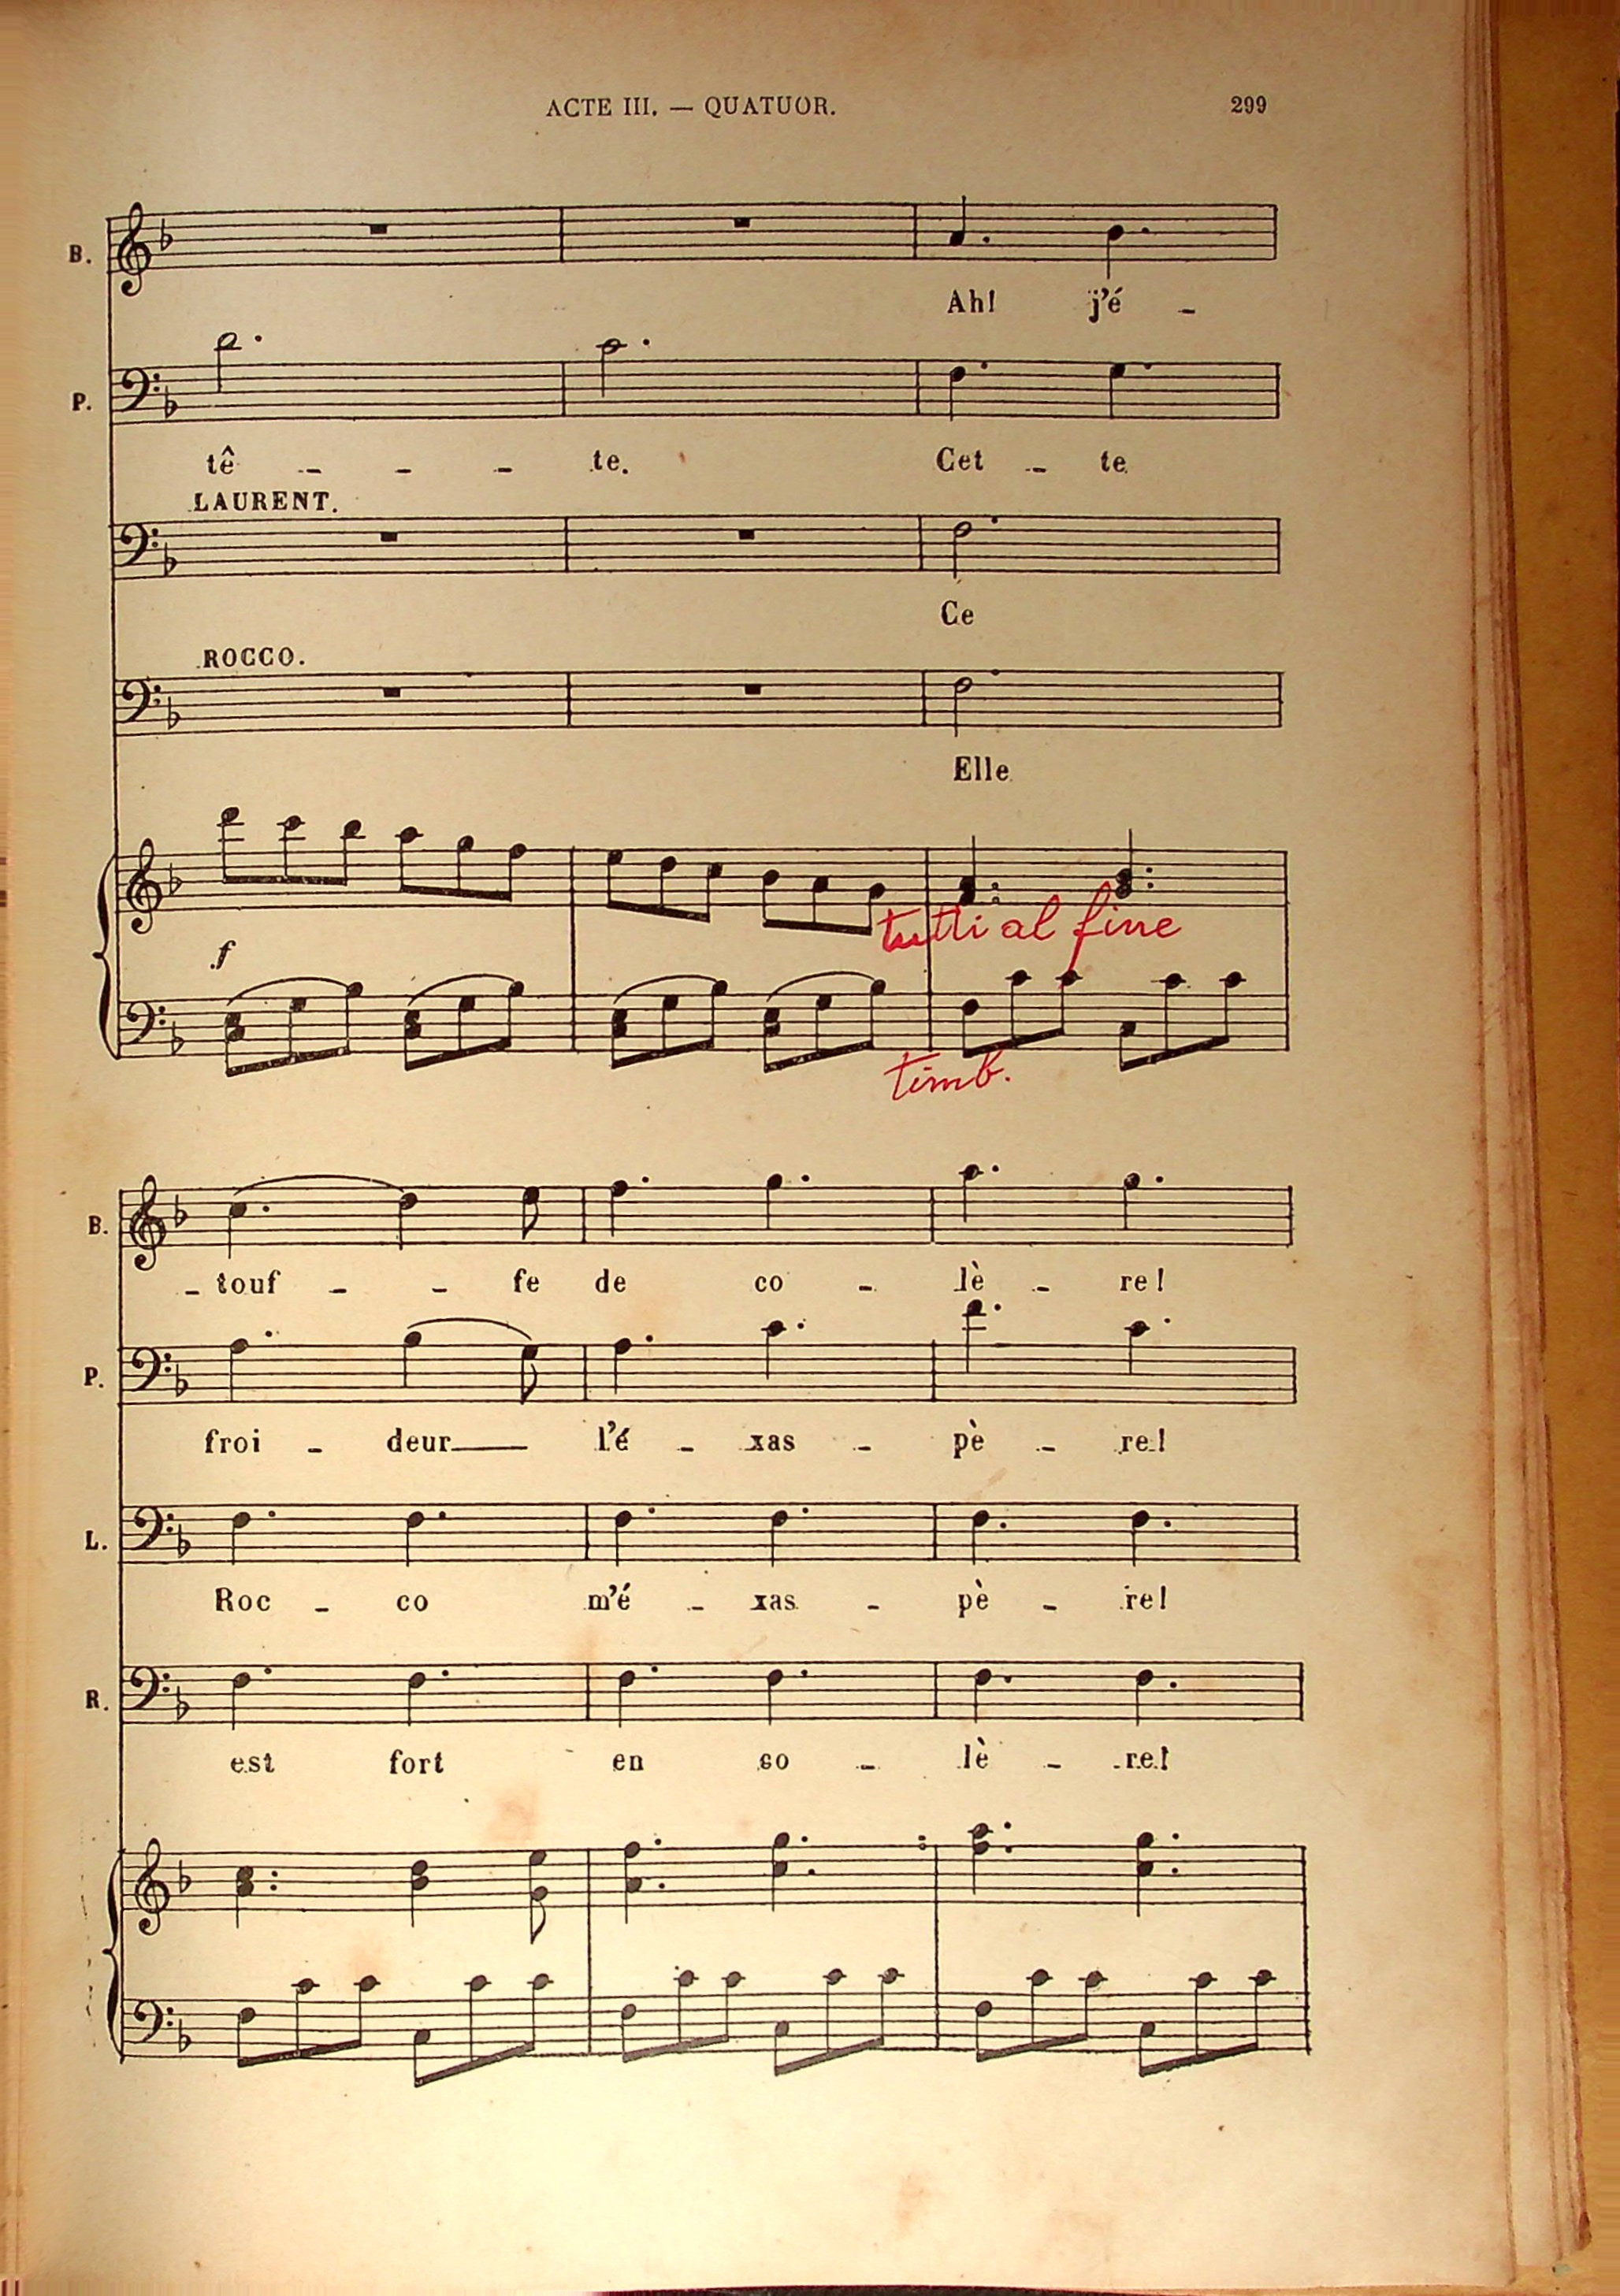 ACTE III. — QUATUOR. 299
B.
Ah! j'é -
P.
tê - - - te. Cet - te
LAURENT.
Ce
ROCCO.
Elle
f
tutti al fine
timb.
B.
- touf - - fe de co - lè - re!
P.
froi - deur l'é - xas - pè - re!
L.
Roc - co m'é - xas - pè - re!
R.
est fort en co - lè - re!